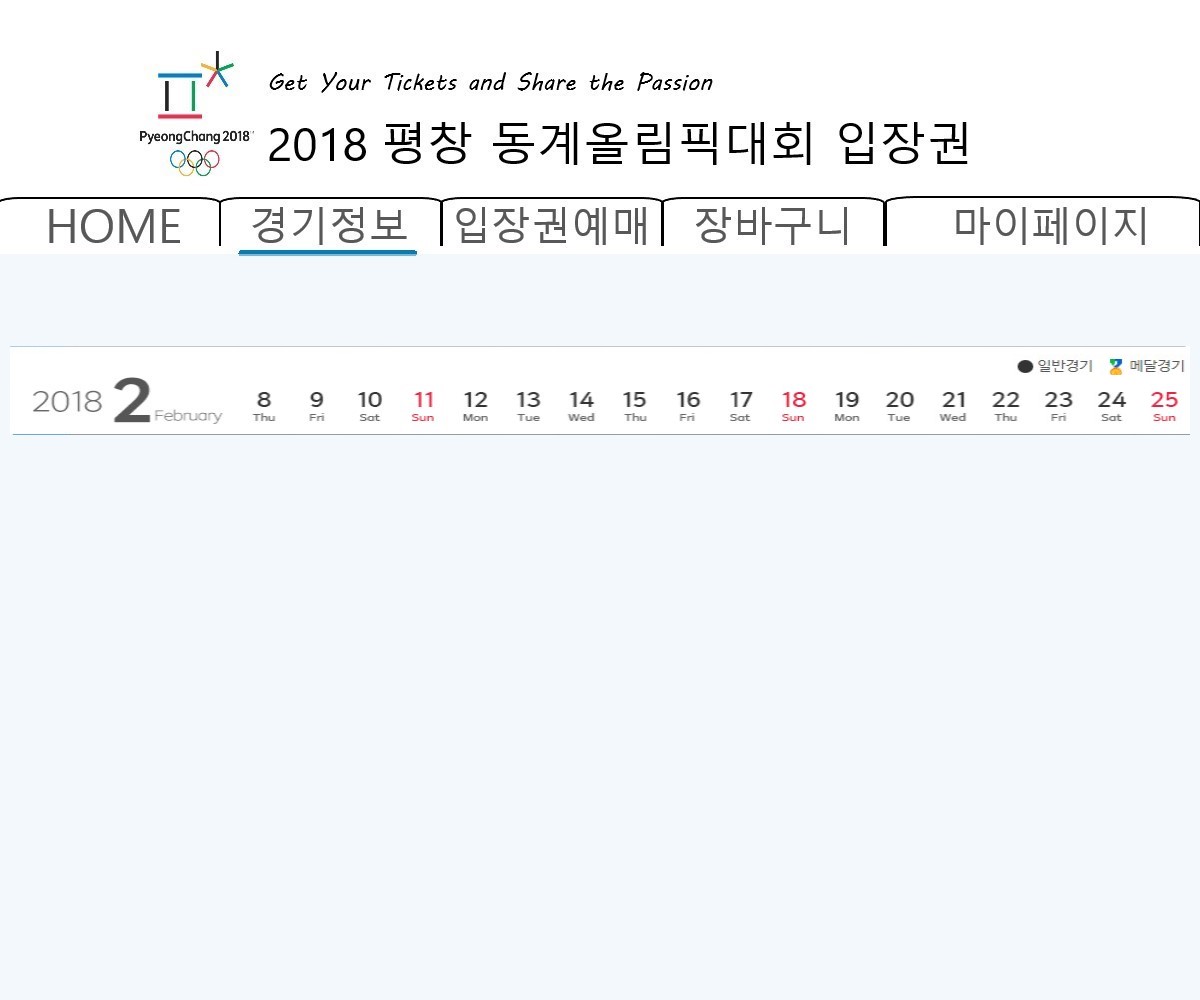 Get Your Tickets and Share the Passion
PyeongChang 2018
2018 평창 동계올림픽대회 입장권
HOME 경기정보 입장권예매 장바구니 마이페이지
일반경기 메달경기
2018 2 February 8 9 10 11 12 13 14 15 16 17 18 19 20 21 22 23 24 25
Thu Fri Sat Sun Mon Tue Wed Thu Fri Sat Sun Mon Tue Wed Thu Fri Sat Sun